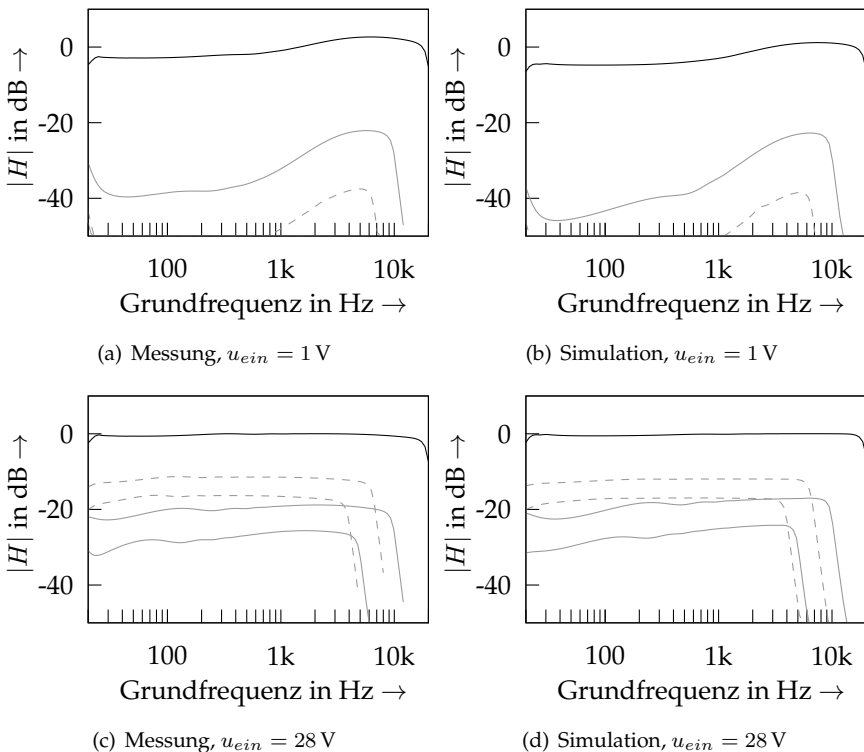 0
-20
-40
|H| in dB →
100 1k 10k
Grundfrequenz in Hz →
(a) Messung, u_ein = 1 V
0
-20
-40
|H| in dB →
100 1k 10k
Grundfrequenz in Hz →
(b) Simulation, u_ein = 1 V
0
-20
-40
|H| in dB →
100 1k 10k
Grundfrequenz in Hz →
(c) Messung, u_ein = 28 V
0
-20
-40
|H| in dB →
100 1k 10k
Grundfrequenz in Hz →
(d) Simulation, u_ein = 28 V